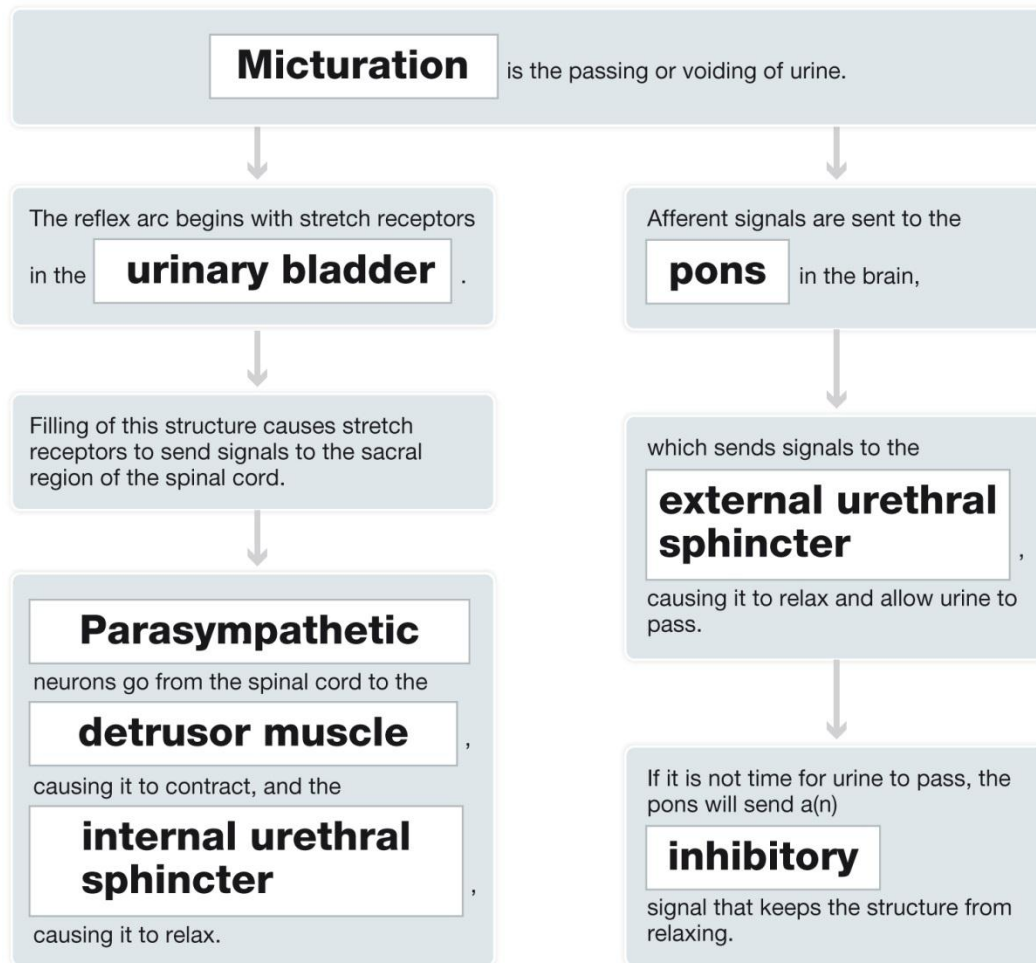 Micturation is the passing or voiding of urine.
The reflex arc begins with stretch receptors
in the urinary bladder .
Filling of this structure causes stretch
receptors to send signals to the sacral
region of the spinal cord.
Parasympathetic
neurons go from the spinal cord to the
detrusor muscle ,
causing it to contract, and the
internal urethral
sphincter ,
causing it to relax.
Afferent signals are sent to the
pons in the brain,
which sends signals to the
external urethral
sphincter ,
causing it to relax and allow urine to
pass.
If it is not time for urine to pass, the
pons will send a(n)
inhibitory
signal that keeps the structure from
relaxing.